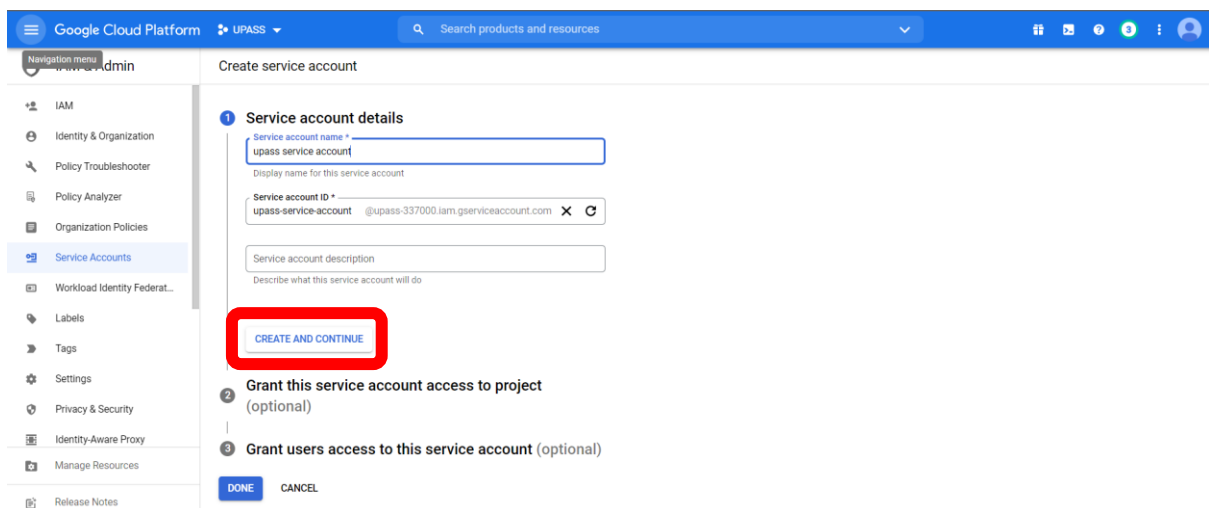 Google Cloud Platform
UPASS
Search products and resources
3
Navigation menu
IAM & Admin
Create service account
IAM
Identity & Organization
Policy Troubleshooter
Policy Analyzer
Organization Policies
Service Accounts
Workload Identity Federat...
Labels
Tags
Settings
Privacy & Security
Identity-Aware Proxy
Manage Resources
Release Notes
1 Service account details
Service account name *
upass service account
Display name for this service account
Service account ID *
upass-service-account @upass-337000.iam.gserviceaccount.com
Service account description
Describe what this service account will do
CREATE AND CONTINUE
2 Grant this service account access to project
(optional)
3 Grant users access to this service account (optional)
DONE CANCEL